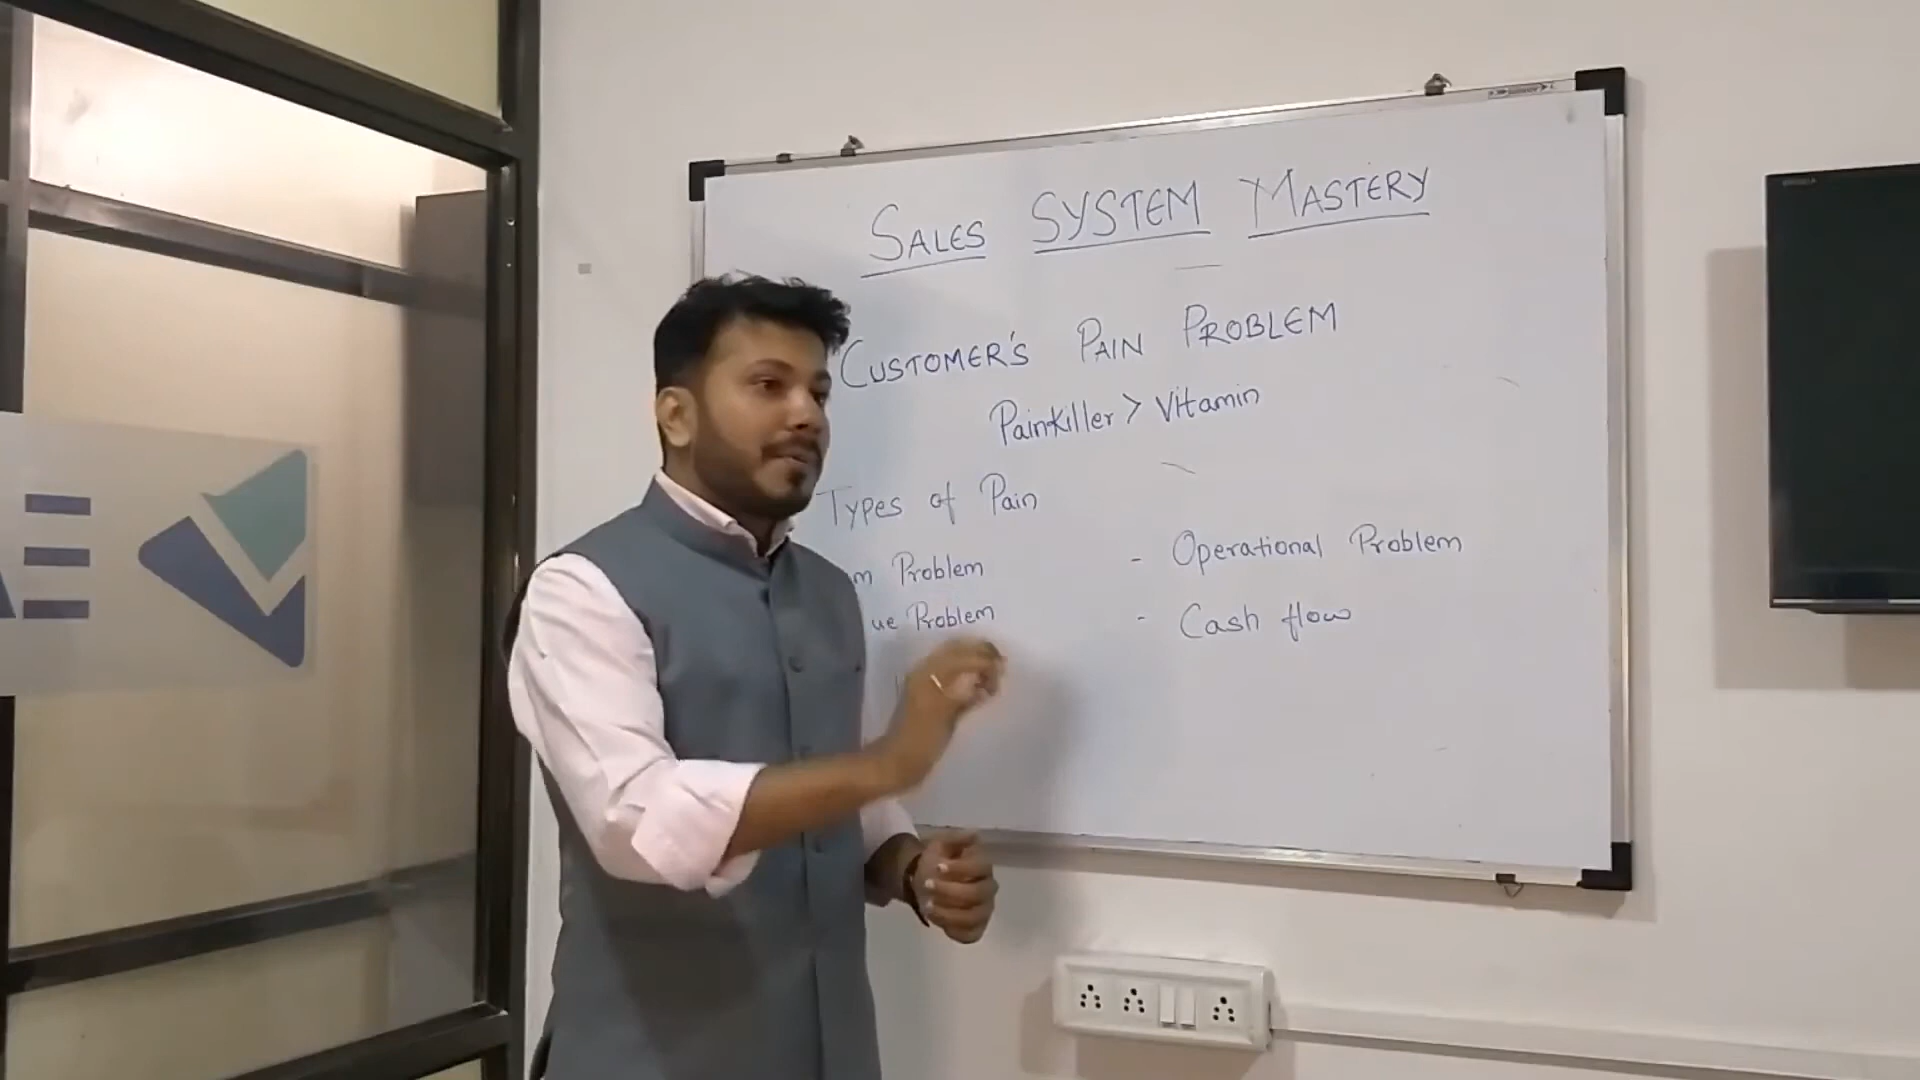 SALES SYSTEM MASTERY
CUSTOMER'S PAIN PROBLEM
Painkiller > Vitamin
Types of Pain
Problem - Operational Problem
Problem - Cash flow